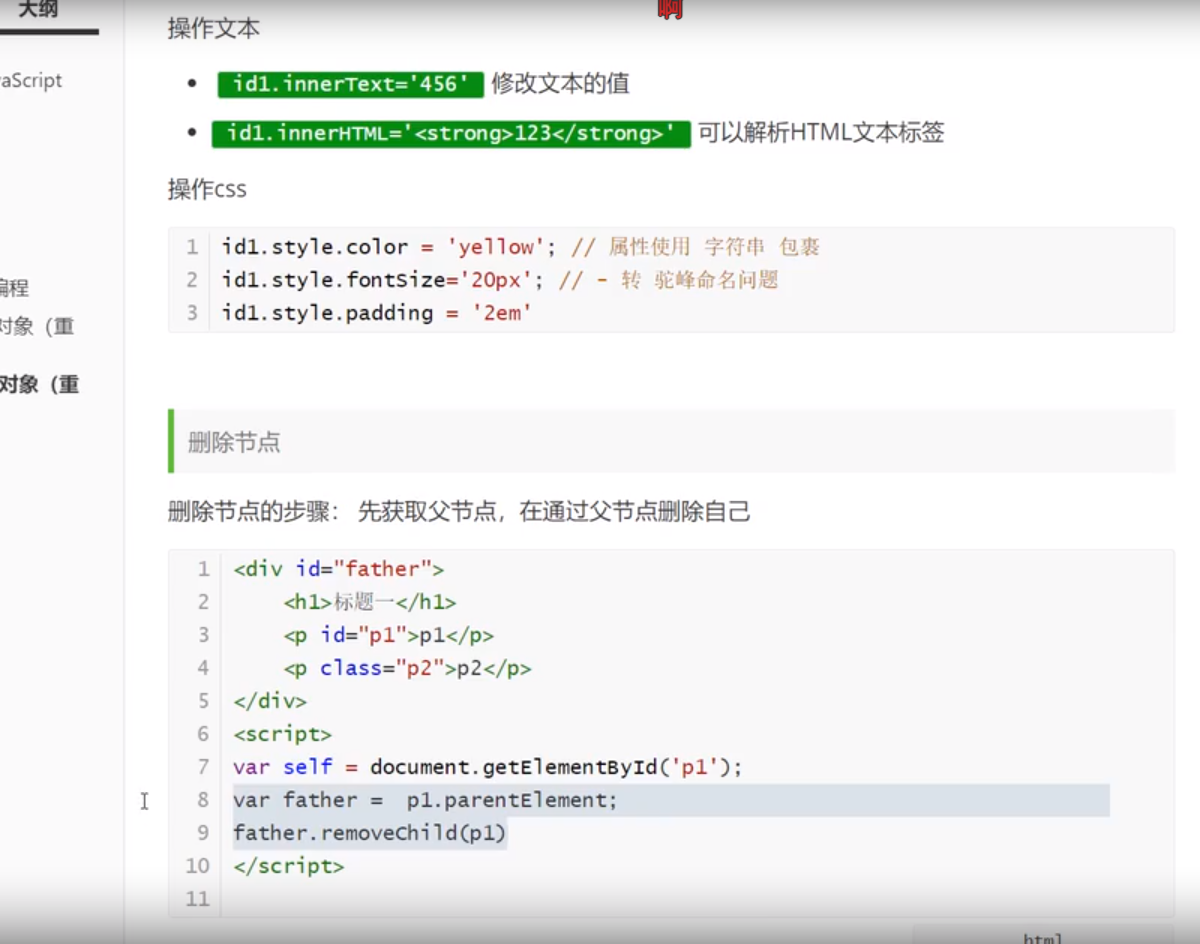 大纲
啊
操作文本
aScript
id1.innerText='456' 修改文本的值
id1.innerHTML='<strong>123</strong>' 可以解析HTML文本标签
操作css
1 id1.style.color = 'yellow'; // 属性使用 字符串 包裹
2 id1.style.fontSize='20px'; // - 转 驼峰命名问题
3 id1.style.padding = '2em'
编程
对象（重
对象（重
删除节点
删除节点的步骤： 先获取父节点，在通过父节点删除自己
1 <div id="father">
2     <h1>标题一</h1>
3     <p id="p1">p1</p>
4     <p class="p2">p2</p>
5 </div>
6 <script>
7 var self = document.getElementById('p1');
8 var father =  p1.parentElement;
9 father.removeChild(p1)
10 </script>
11
html